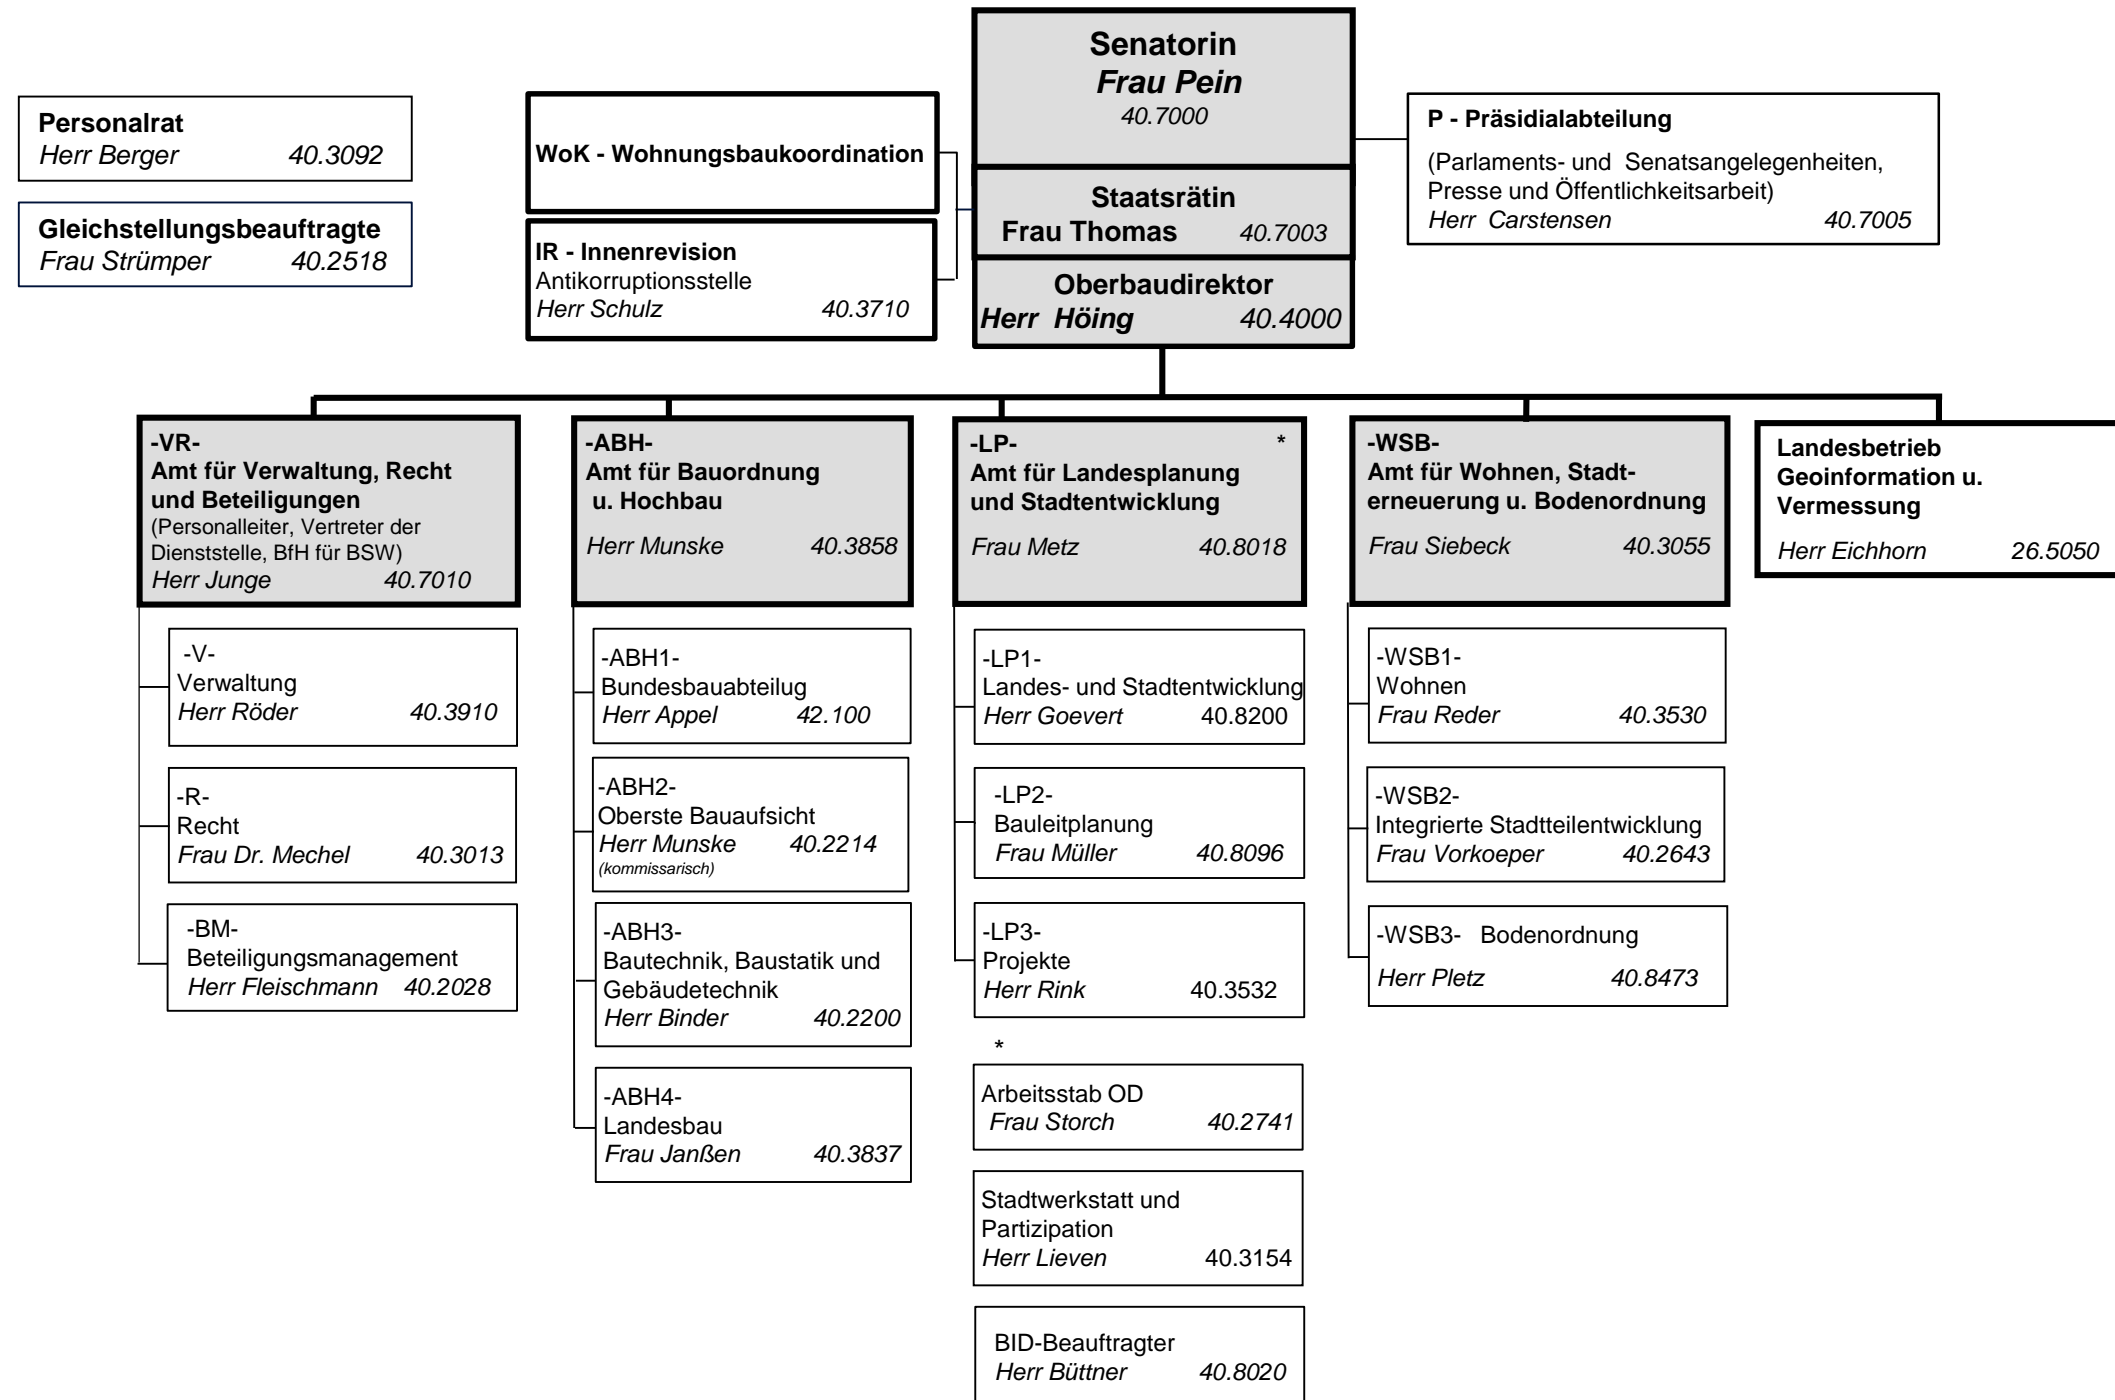 Senatorin
Frau Pein
40.7000
Personalrat
Herr Berger 40.3092
Gleichstellungsbeauftragte
Frau Strümper 40.2518
WoK - Wohnungsbaukoordination
IR - Innenrevision
Antikorruptionsstelle
Herr Schulz 40.3710
Staatsrätin
Frau Thomas 40.7003
Oberbaudirektor
Herr Höing 40.4000
P - Präsidialabteilung
(Parlaments- und Senatsangelegenheiten,
Presse und Öffentlichkeitsarbeit)
Herr Carstensen 40.7005
-VR-
Amt für Verwaltung, Recht
und Beteiligungen
(Personalleiter, Vertreter der
Dienststelle, BfH für BSW)
Herr Junge 40.7010
-V-
Verwaltung
Herr Röder 40.3910
-R-
Recht
Frau Dr. Mechel 40.3013
-BM-
Beteiligungsmanagement
Herr Fleischmann 40.2028
-ABH-
Amt für Bauordnung
u. Hochbau
Herr Munske 40.3858
-ABH1-
Bundesbauabteilug
Herr Appel 42.100
-ABH2-
Oberste Bauaufsicht
Herr Munske 40.2214
(kommissarisch)
-ABH3-
Bautechnik, Baustatik und
Gebäudetechnik
Herr Binder 40.2200
-ABH4-
Landesbau
Frau Janßen 40.3837
-LP- *
Amt für Landesplanung
und Stadtentwicklung
Frau Metz 40.8018
-LP1-
Landes- und Stadtentwicklung
Herr Goevert 40.8200
-LP2-
Bauleitplanung
Frau Müller 40.8096
-LP3-
Projekte
Herr Rink 40.3532
*
Arbeitsstab OD
Frau Storch 40.2741
Stadtwerkstatt und
Partizipation
Herr Lieven 40.3154
BID-Beauftragter
Herr Büttner 40.8020
-WSB-
Amt für Wohnen, Stadt-
erneuerung u. Bodenordnung
Frau Siebeck 40.3055
-WSB1-
Wohnen
Frau Reder 40.3530
-WSB2-
Integrierte Stadtteilentwicklung
Frau Vorkoeper 40.2643
-WSB3- Bodenordnung
Herr Pletz 40.8473
Landesbetrieb
Geoinformation u.
Vermessung
Herr Eichhorn 26.5050